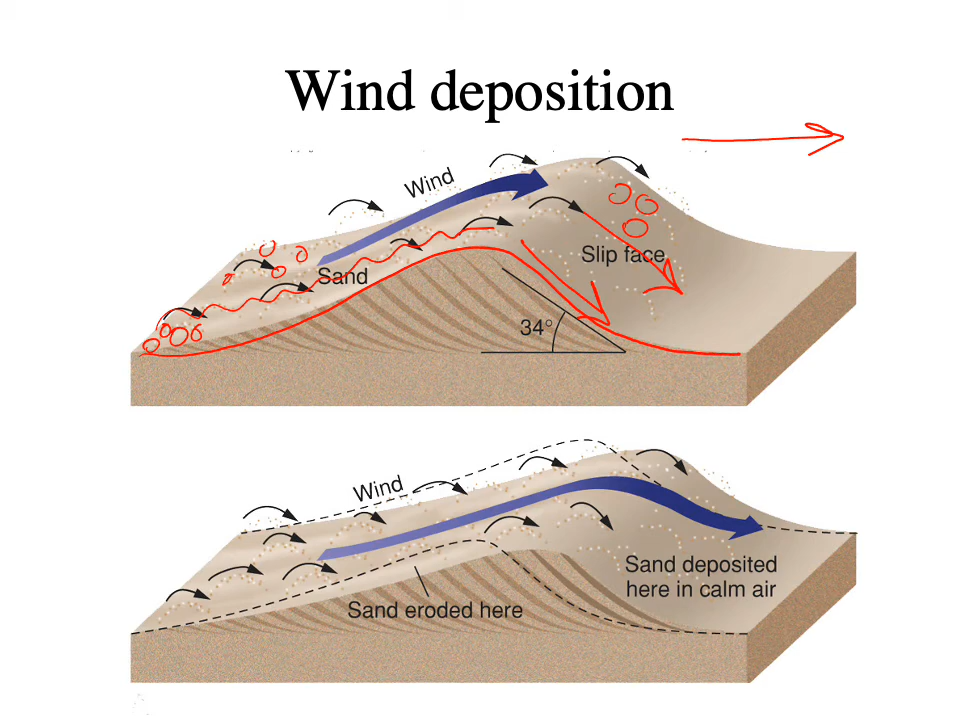 Wind deposition
Wind
Slip face
Sand
34°
Wind
Sand deposited
here in calm air
Sand eroded here